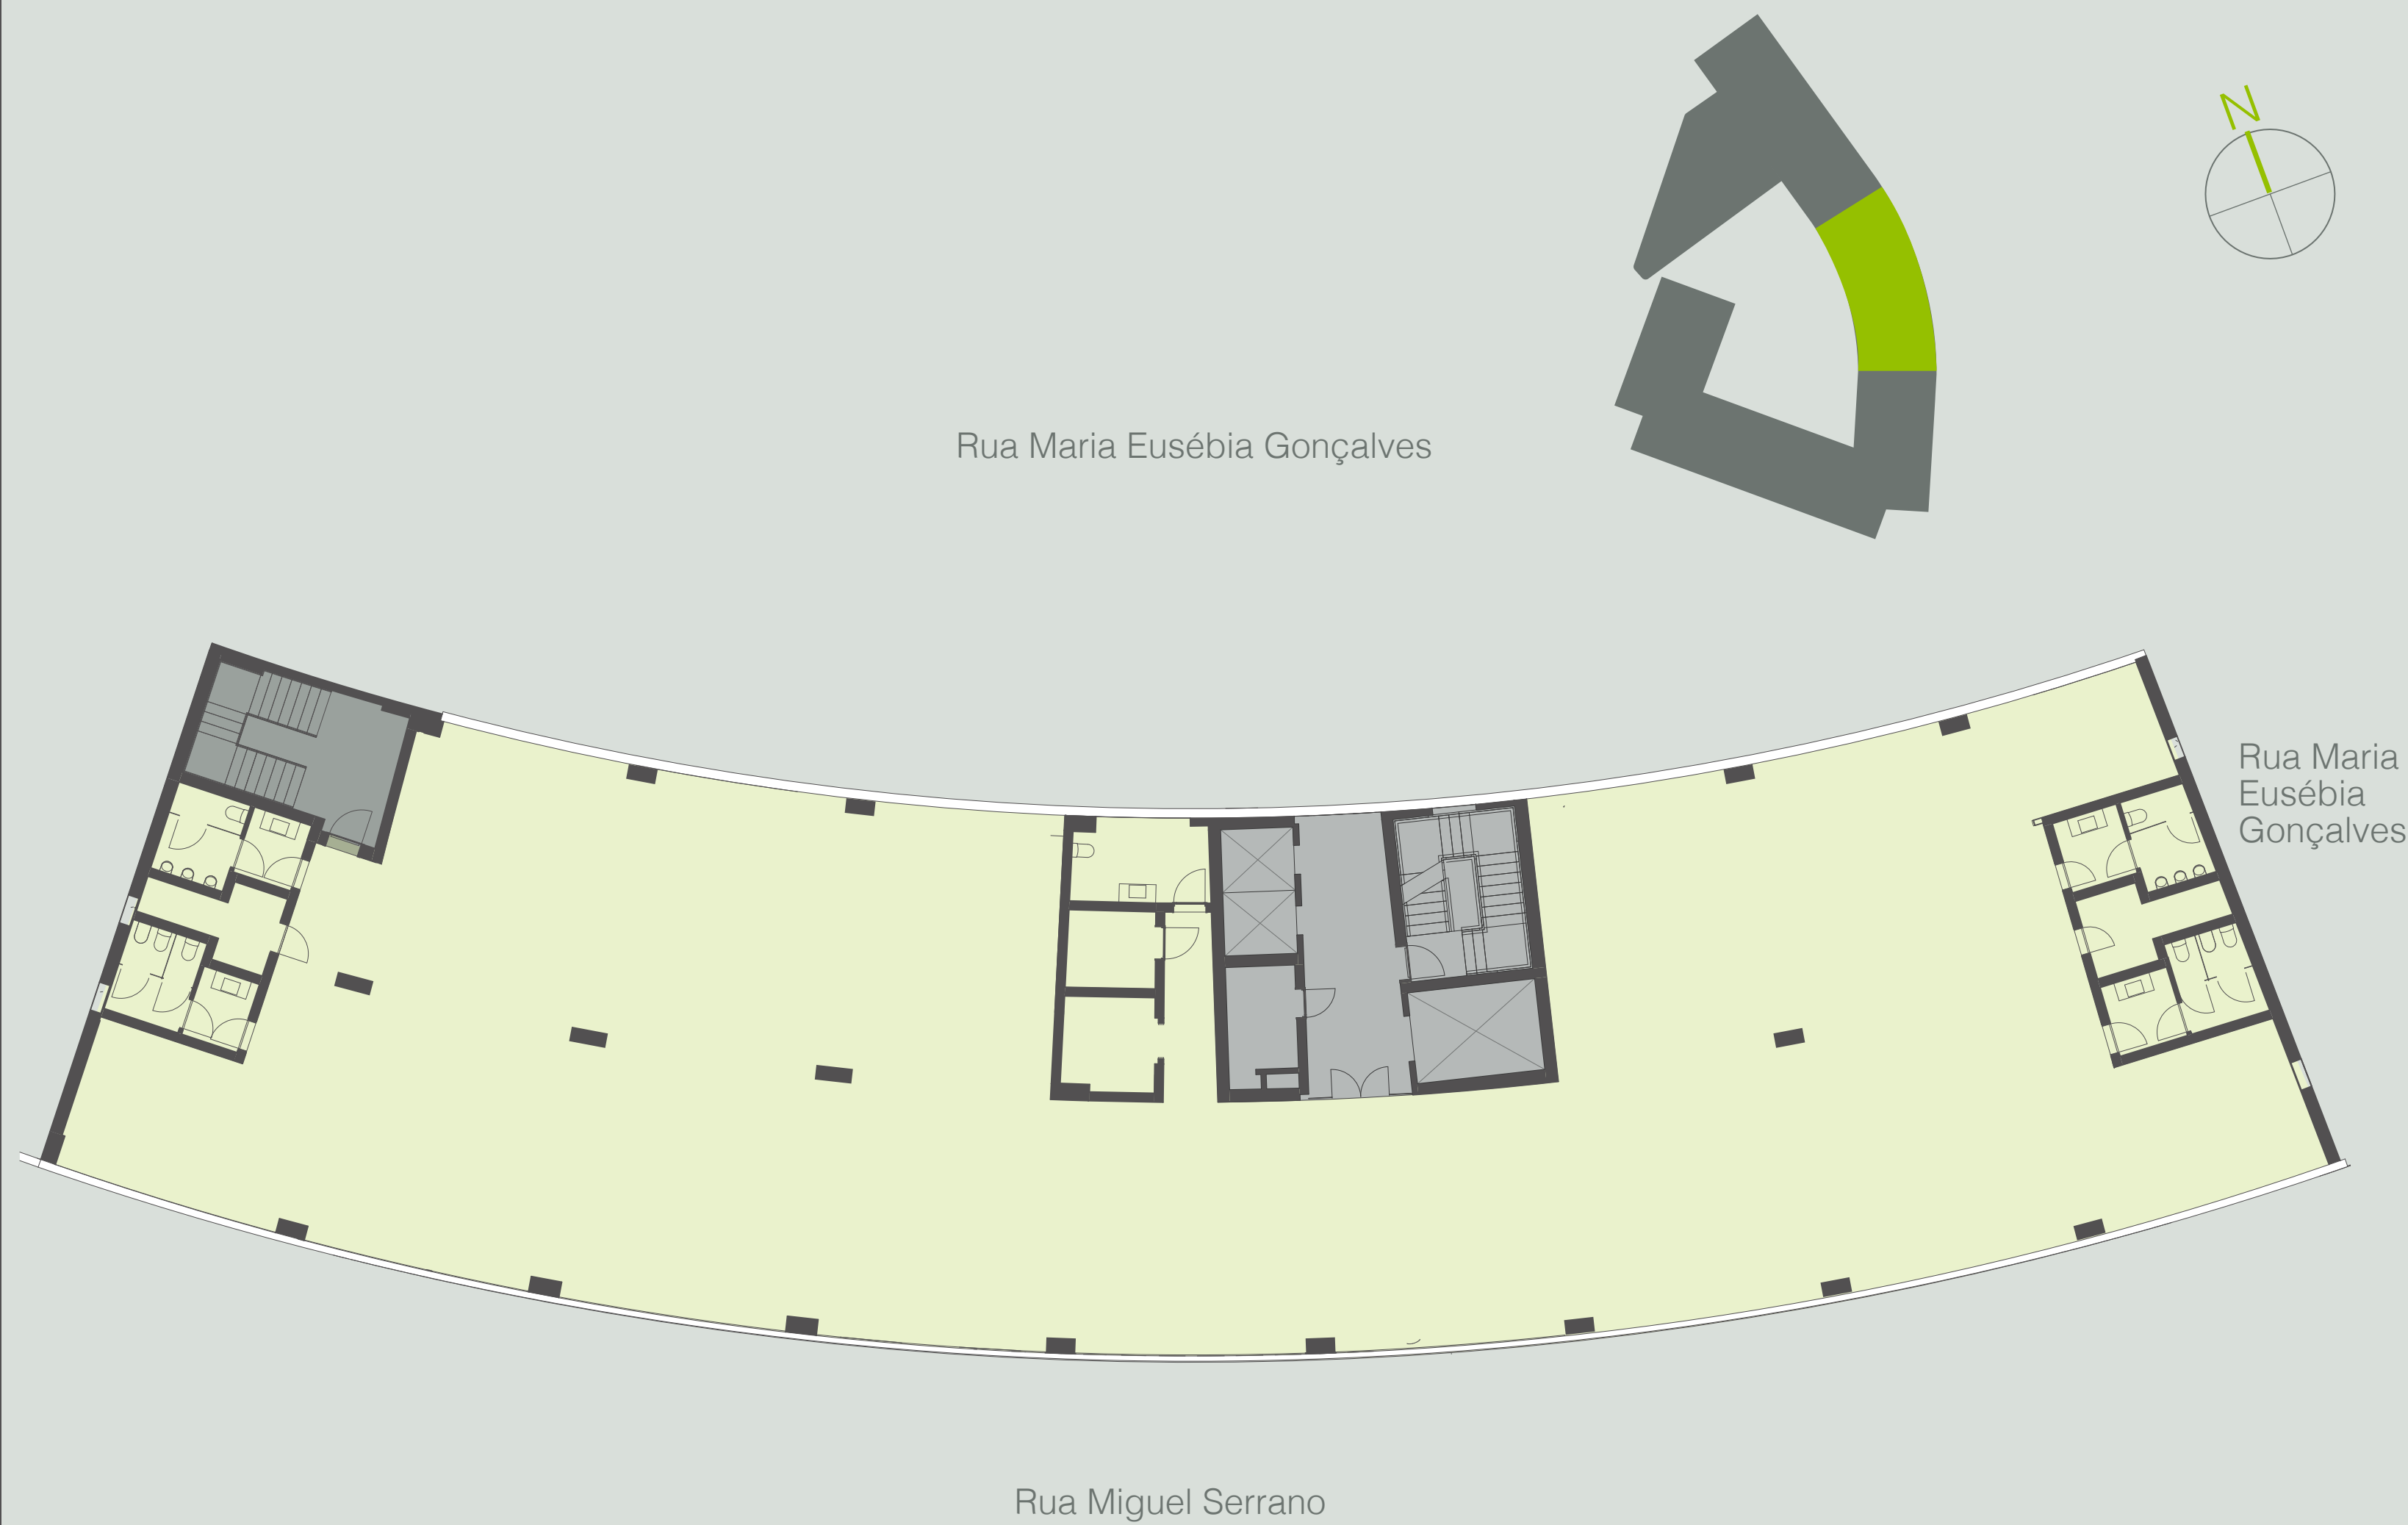 N
Rua Maria Eusébia Gonçalves
Rua Maria
Eusébia
Gonçalves
Rua Miguel Serrano